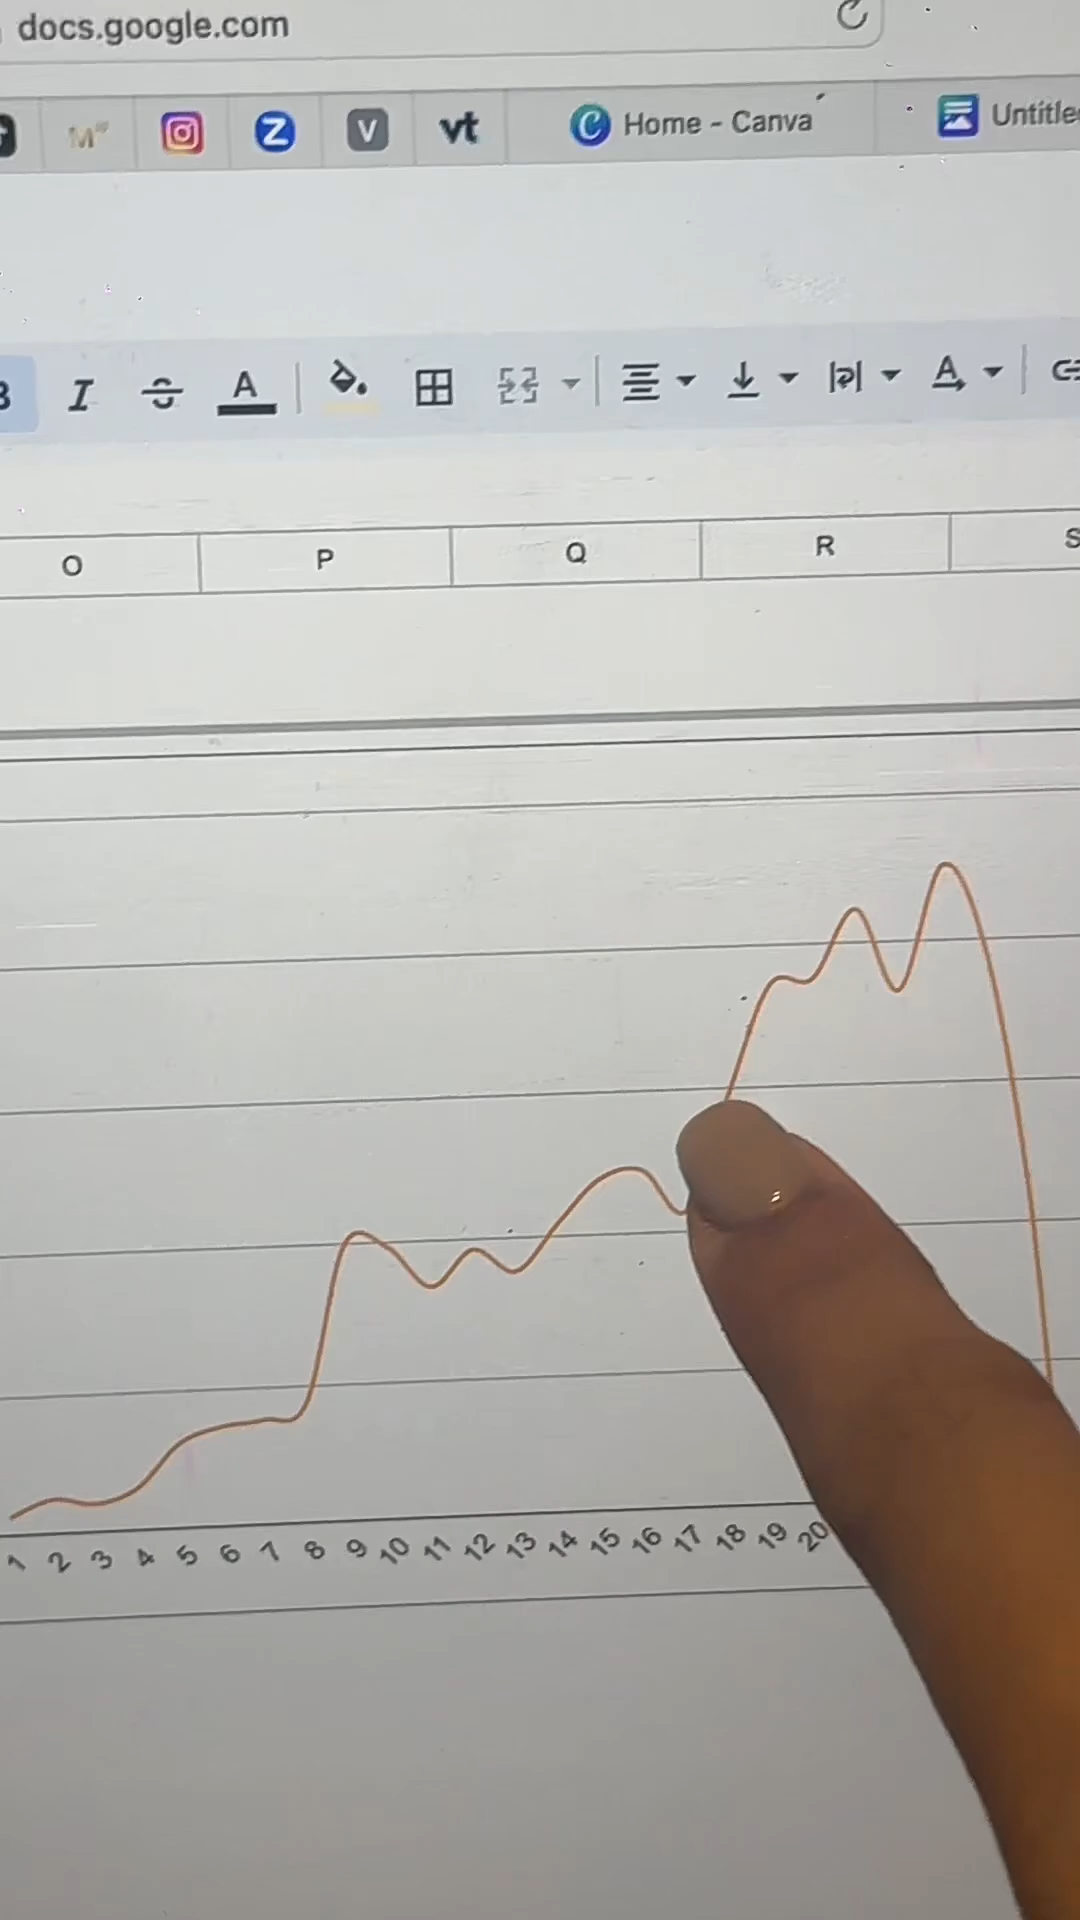 docs.google.com
M Z V vt Home - Canva Untitle
I S A A
O P Q R S
1 2 3 4 5 6 7 8 9 10 11 12 13 14 15 16 17 18 19 20